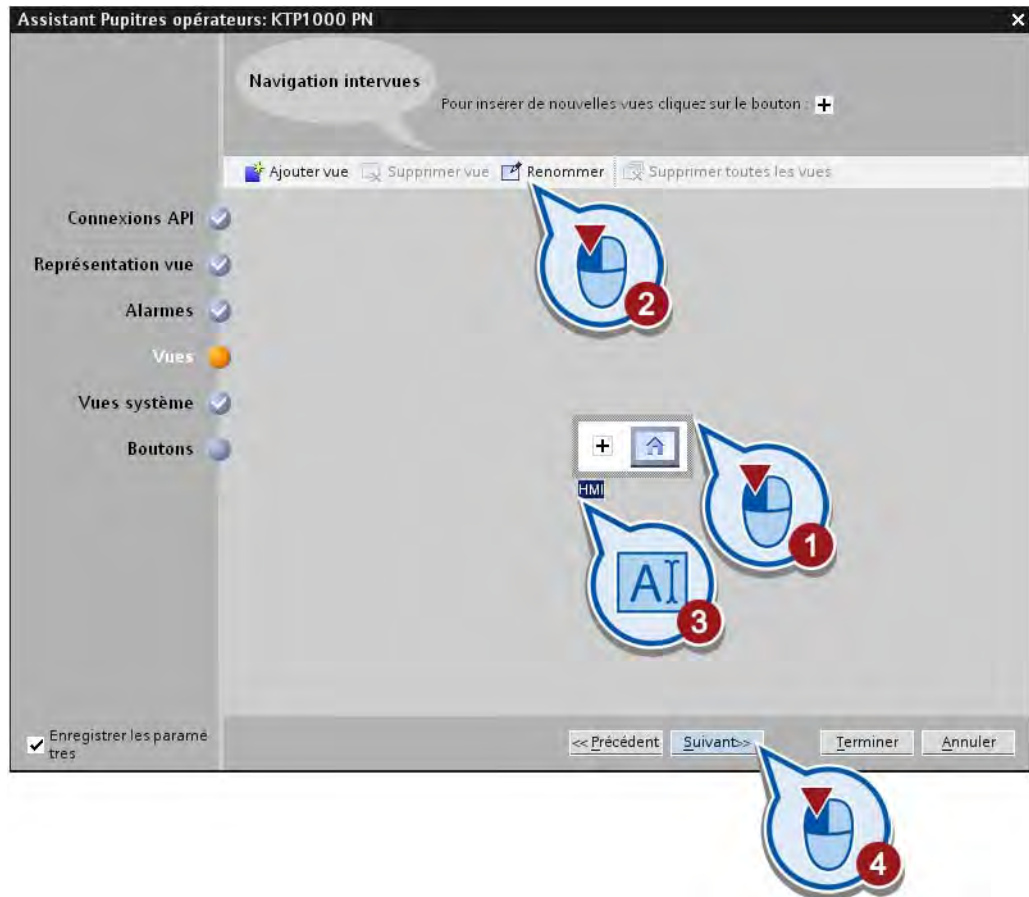 Assistant Pupitres opérateurs: KTP1000 PN
Navigation intervues
Pour insérer de nouvelles vues cliquez sur le bouton :
Ajouter vue Supprimer vue Renommer Supprimer toutes les vues
Connexions API
Représentation vue
Alarmes
Vues
Vues système
Boutons
2
HMI
1
A
3
Enregistrer les paramè
tres
<< Précédent Suivant>> Terminer Annuler
4